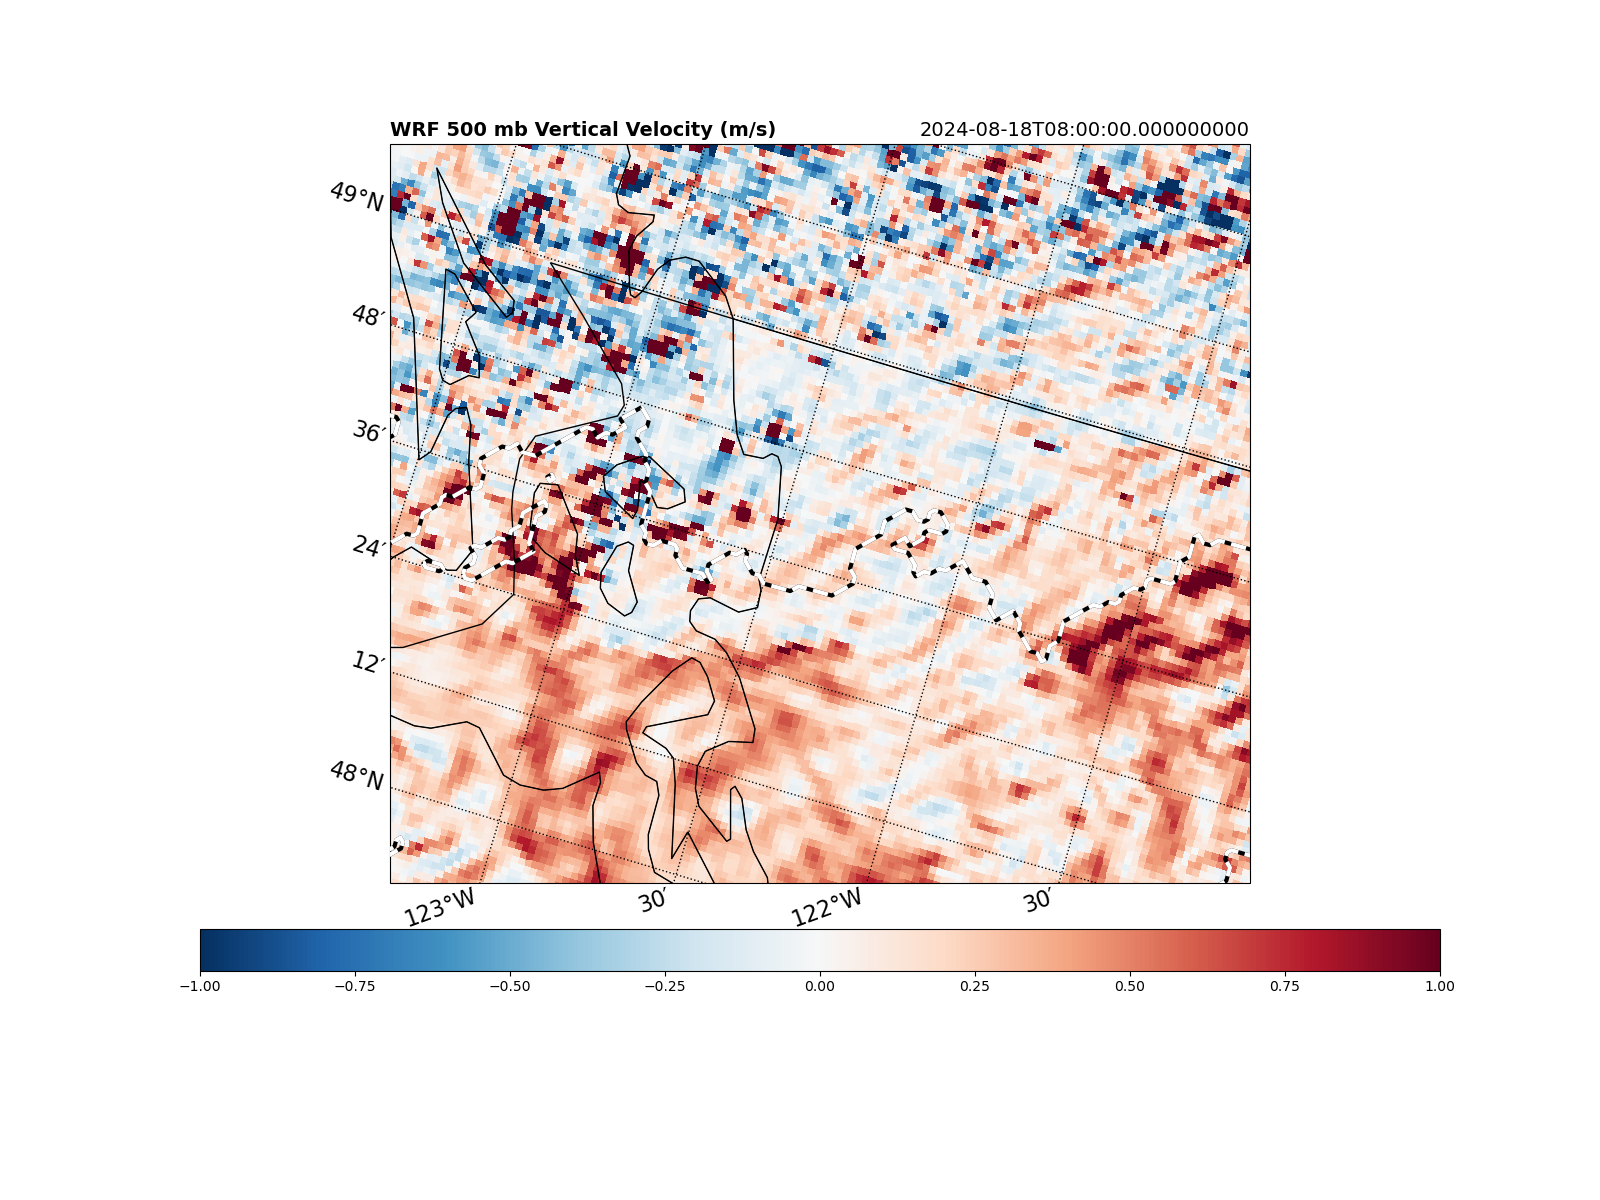 WRF 500 mb Vertical Velocity (m/s) 2024-08-18T08:00:00.000000000
49°N
48′
36′
24′
12′
48°N
123°W 30′ 122°W 30′
−1.00 −0.75 −0.50 −0.25 0.00 0.25 0.50 0.75 1.00